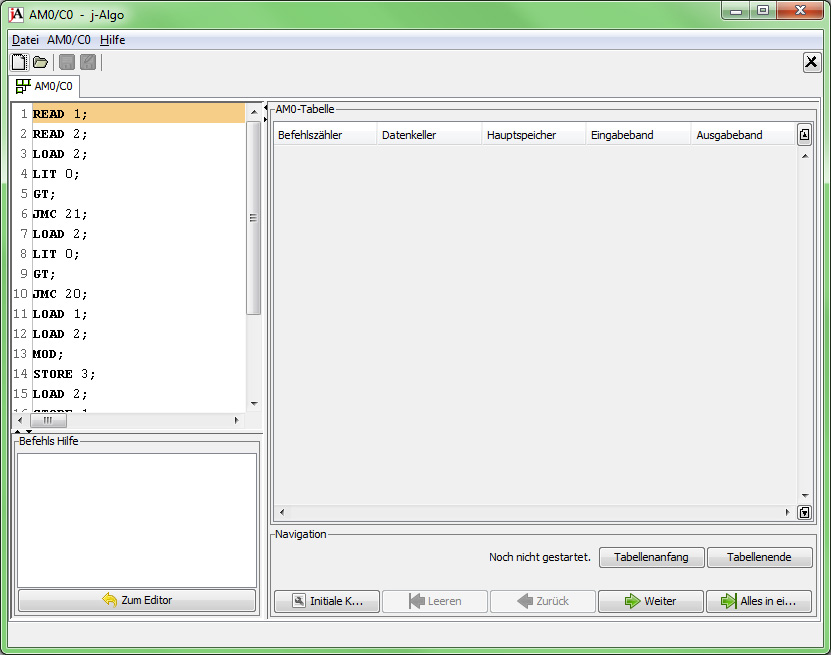 AM0/C0 - j-Algo
Datei AM0/C0 Hilfe
AM0/C0
1 READ 1;
2 READ 2;
3 LOAD 2;
4 LIT 0;
5 GT;
6 JMC 21;
7 LOAD 2;
8 LIT 0;
9 GT;
10 JMC 20;
11 LOAD 1;
12 LOAD 2;
13 MOD;
14 STORE 3;
15 LOAD 2;
Befehls Hilfe
Zum Editor
AM0-Tabelle
Befehlszähler Datenkeller Hauptspeicher Eingabeband Ausgabeband
Navigation
Noch nicht gestartet. Tabellenanfang Tabellenende
Initiale K... Leeren Zurück Weiter Alles in ei...